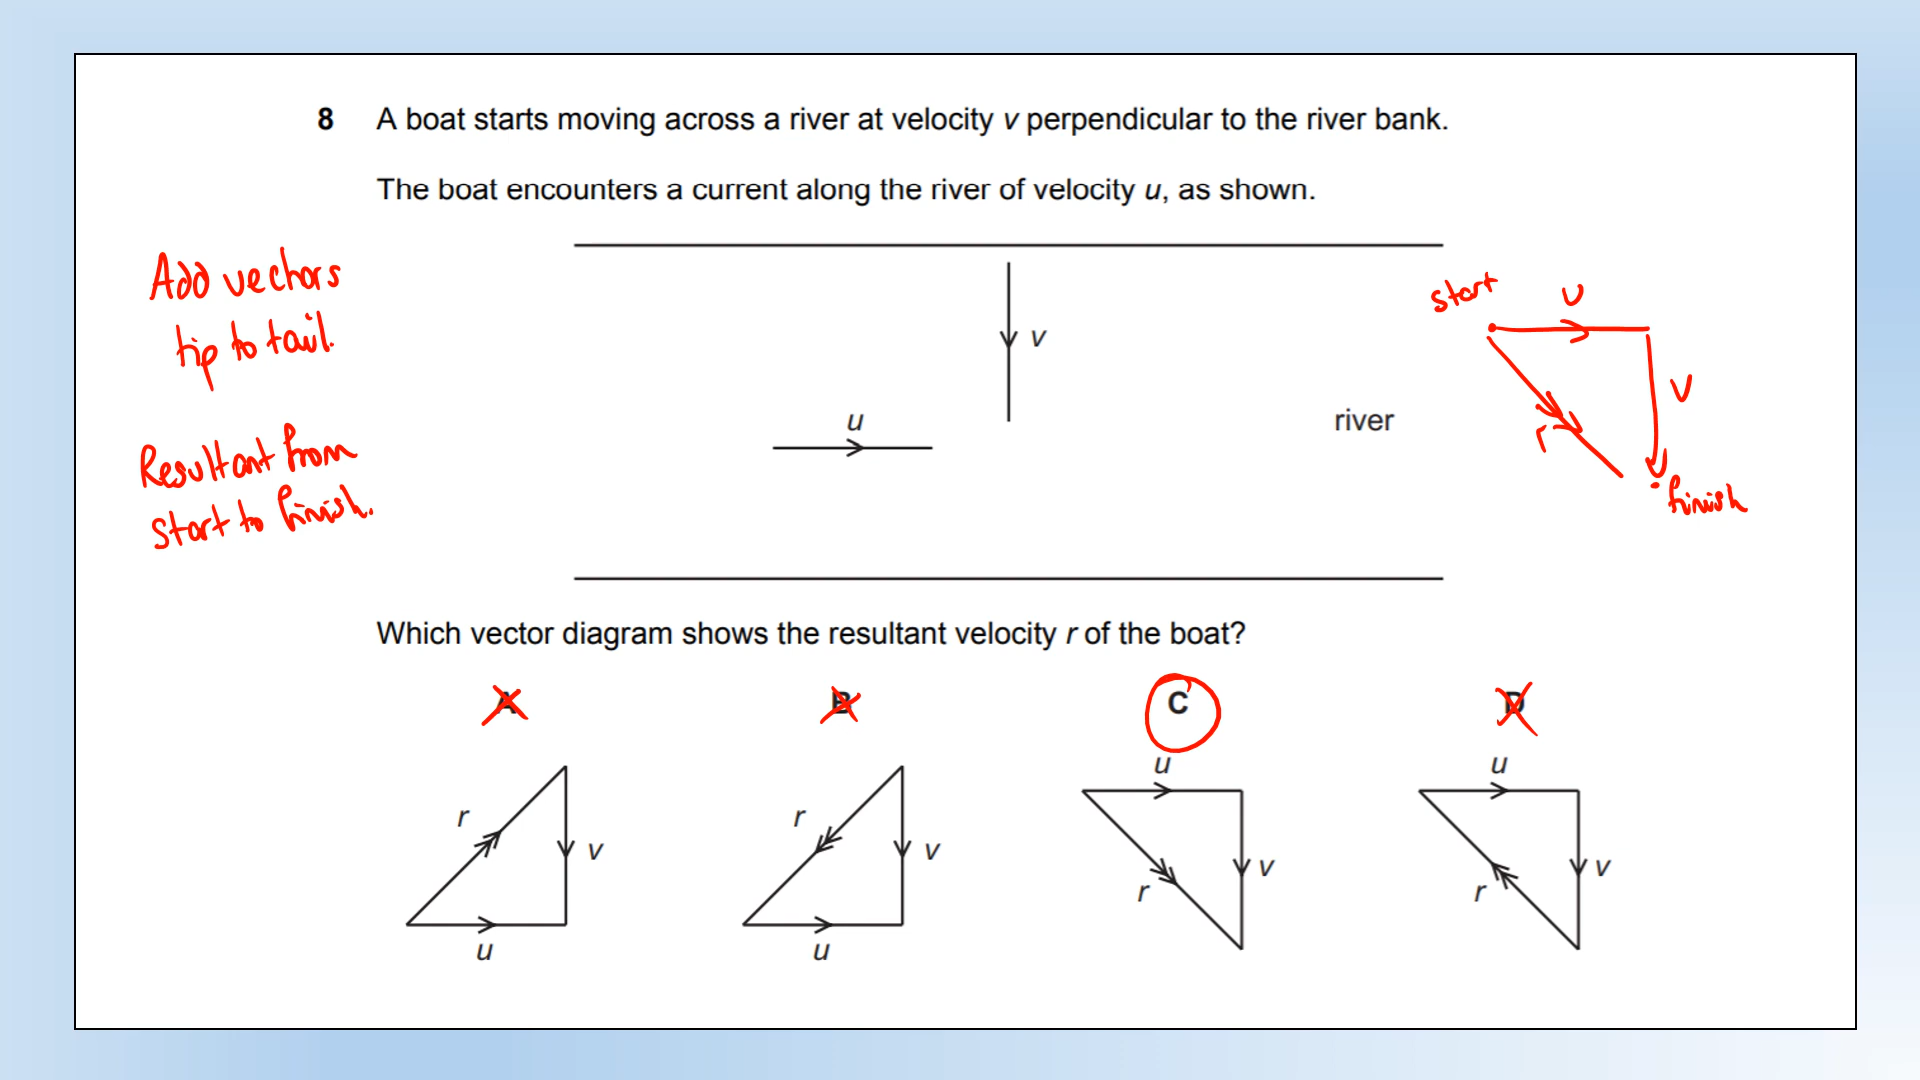 8 A boat starts moving across a river at velocity v perpendicular to the river bank.
The boat encounters a current along the river of velocity u, as shown.
Add vectors
tip to tail.
Resultant from
start to finish.
v
u
river
start
u
v
r
finish
Which vector diagram shows the resultant velocity r of the boat?
A B C D
r
v
u
r
v
u
u
v
r
u
v
r